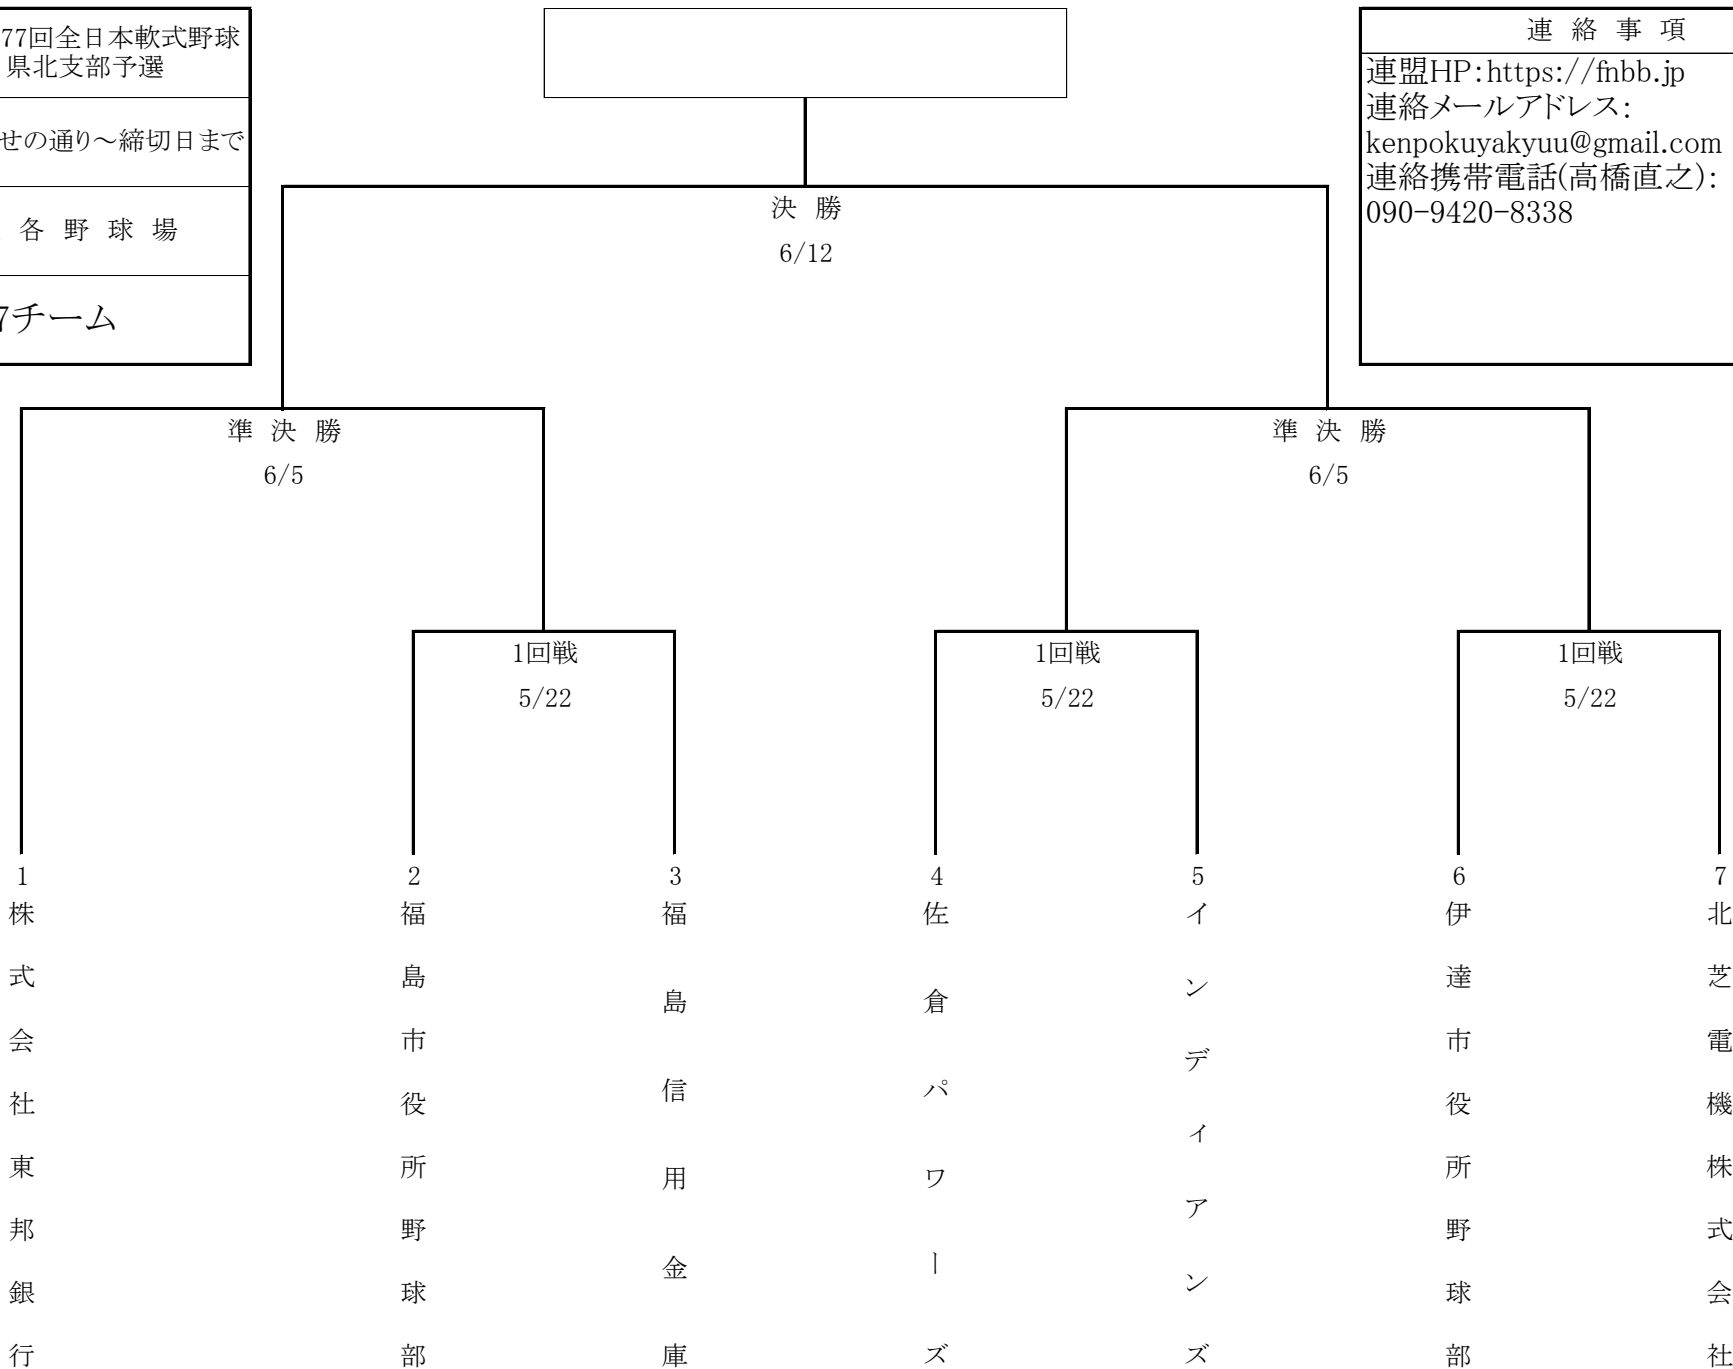 77回全日本軟式野球
県北支部予選
せの通り～締切日まで
各野球場
7チーム
連絡事項
連盟HP:https://fnbb.jp
連絡メールアドレス:
kenpokuyakyuu@gmail.com
連絡携帯電話(高橋直之):
090-9420-8338
決勝
6/12
準決勝
6/5
準決勝
6/5
1回戦
5/22
1回戦
5/22
1回戦
5/22
1
株式会社東邦銀行
2
福島市役所野球部
3
福島信用金庫
4
佐倉パワーズ
5
インディアンズ
6
伊達市役所野球部
7
北芝電機株式会社